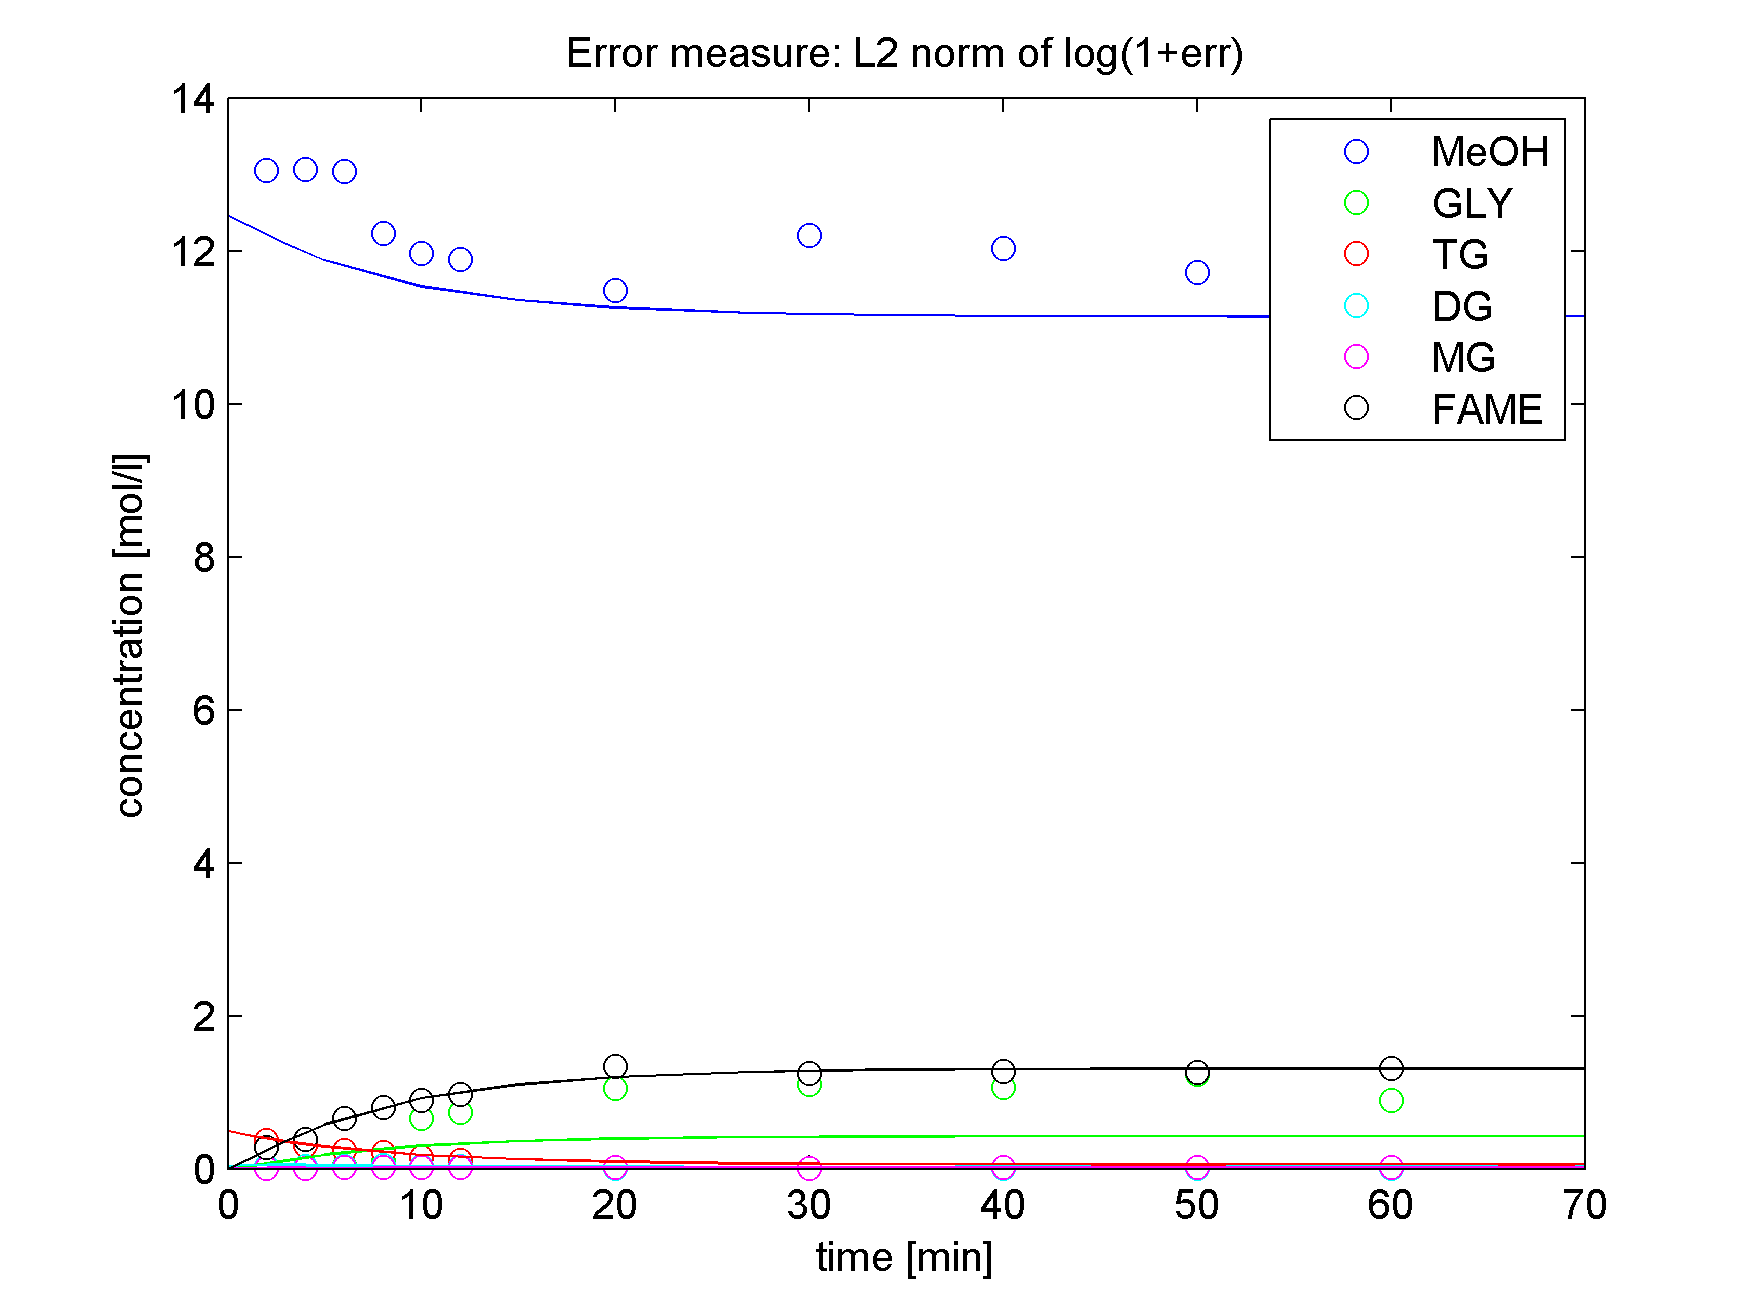 Error measure: L2 norm of log(1+err)
14
12
10
8
6
4
2
0
concentration [mol/l]
MeOH
GLY
TG
DG
MG
FAME
0 10 20 30 40 50 60 70
time [min]